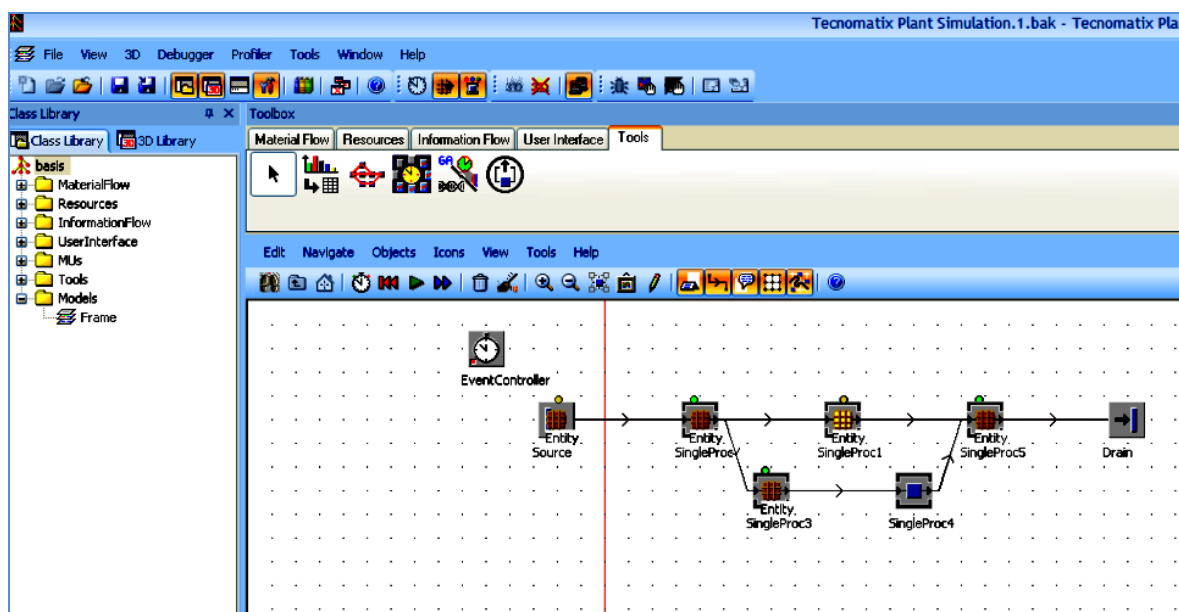 Tecnomatix Plant Simulation.1.bak - Tecnomatix Pla
File View 3D Debugger Profiler Tools Window Help
Class Library
Toolbox
Class Library 3D Library
Material Flow Resources Information Flow User Interface Tools
basis
MaterialFlow
Resources
InformationFlow
UserInterface
MUs
Tools
Models
Frame
GA
Edit Navigate Objects Icons View Tools Help
EventController
Entity
Source
Entity
SingleProc
Entity
SingleProc1
Entity
SingleProc5
Drain
Entity
SingleProc3
SingleProc4